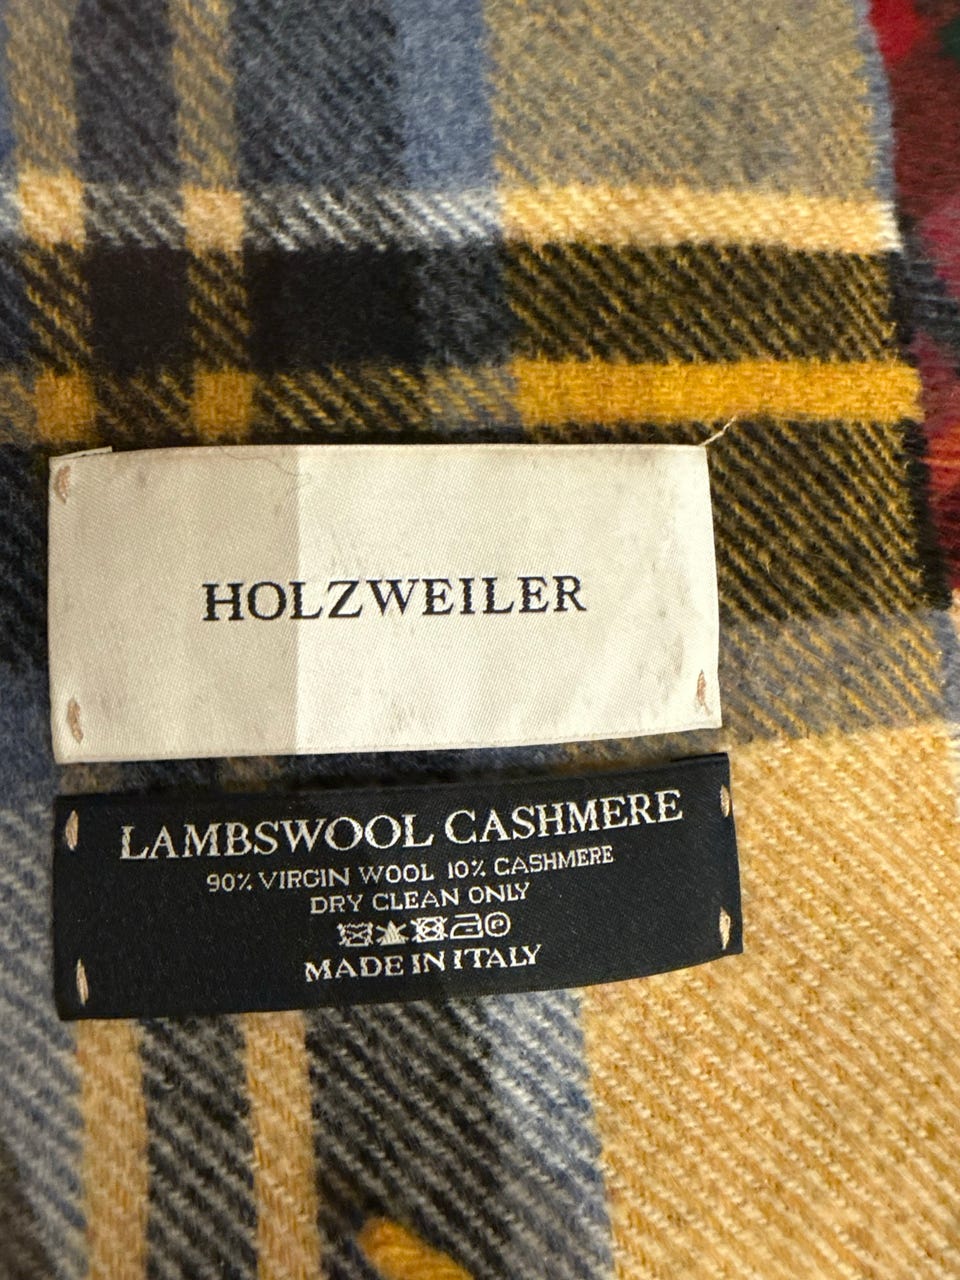 HOLZWEILER
LAMBSWOOL CASHMERE
90% VIRGIN WOOL 10% CASHMERE
DRY CLEAN ONLY
MADE IN ITALY